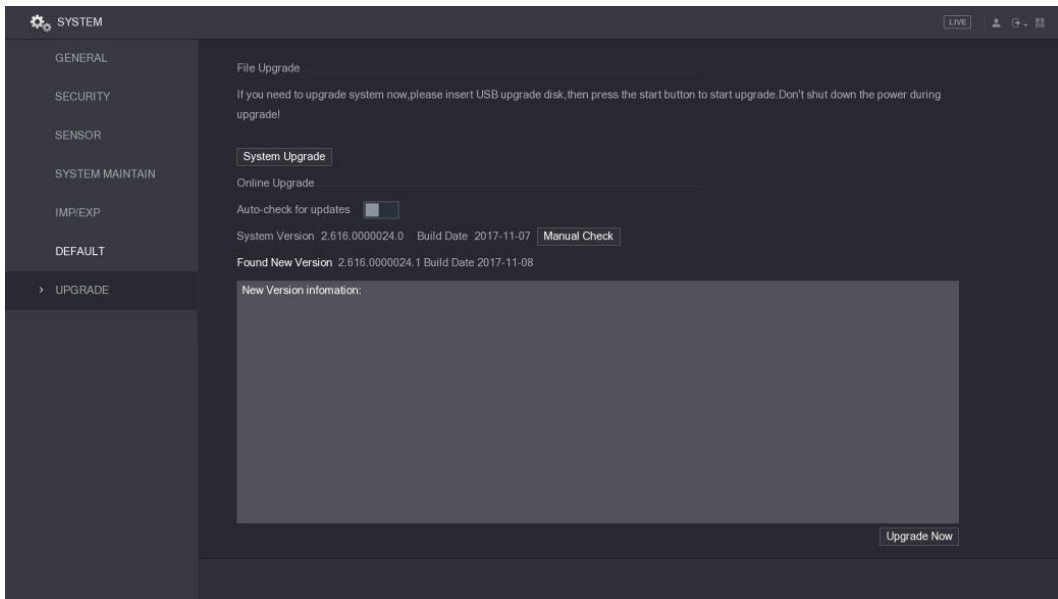 SYSTEM
LIVE
GENERAL
SECURITY
SENSOR
SYSTEM MAINTAIN
IMP/EXP
DEFAULT
UPGRADE
File Upgrade
If you need to upgrade system now,please insert USB upgrade disk,then press the start button to start upgrade.Don't shut down the power during
upgrade!
System Upgrade
Online Upgrade
Auto-check for updates
System Version 2.616.0000024.0 Build Date 2017-11-07 Manual Check
Found New Version 2.616.0000024.1 Build Date 2017-11-08
New Version infomation:
Upgrade Now